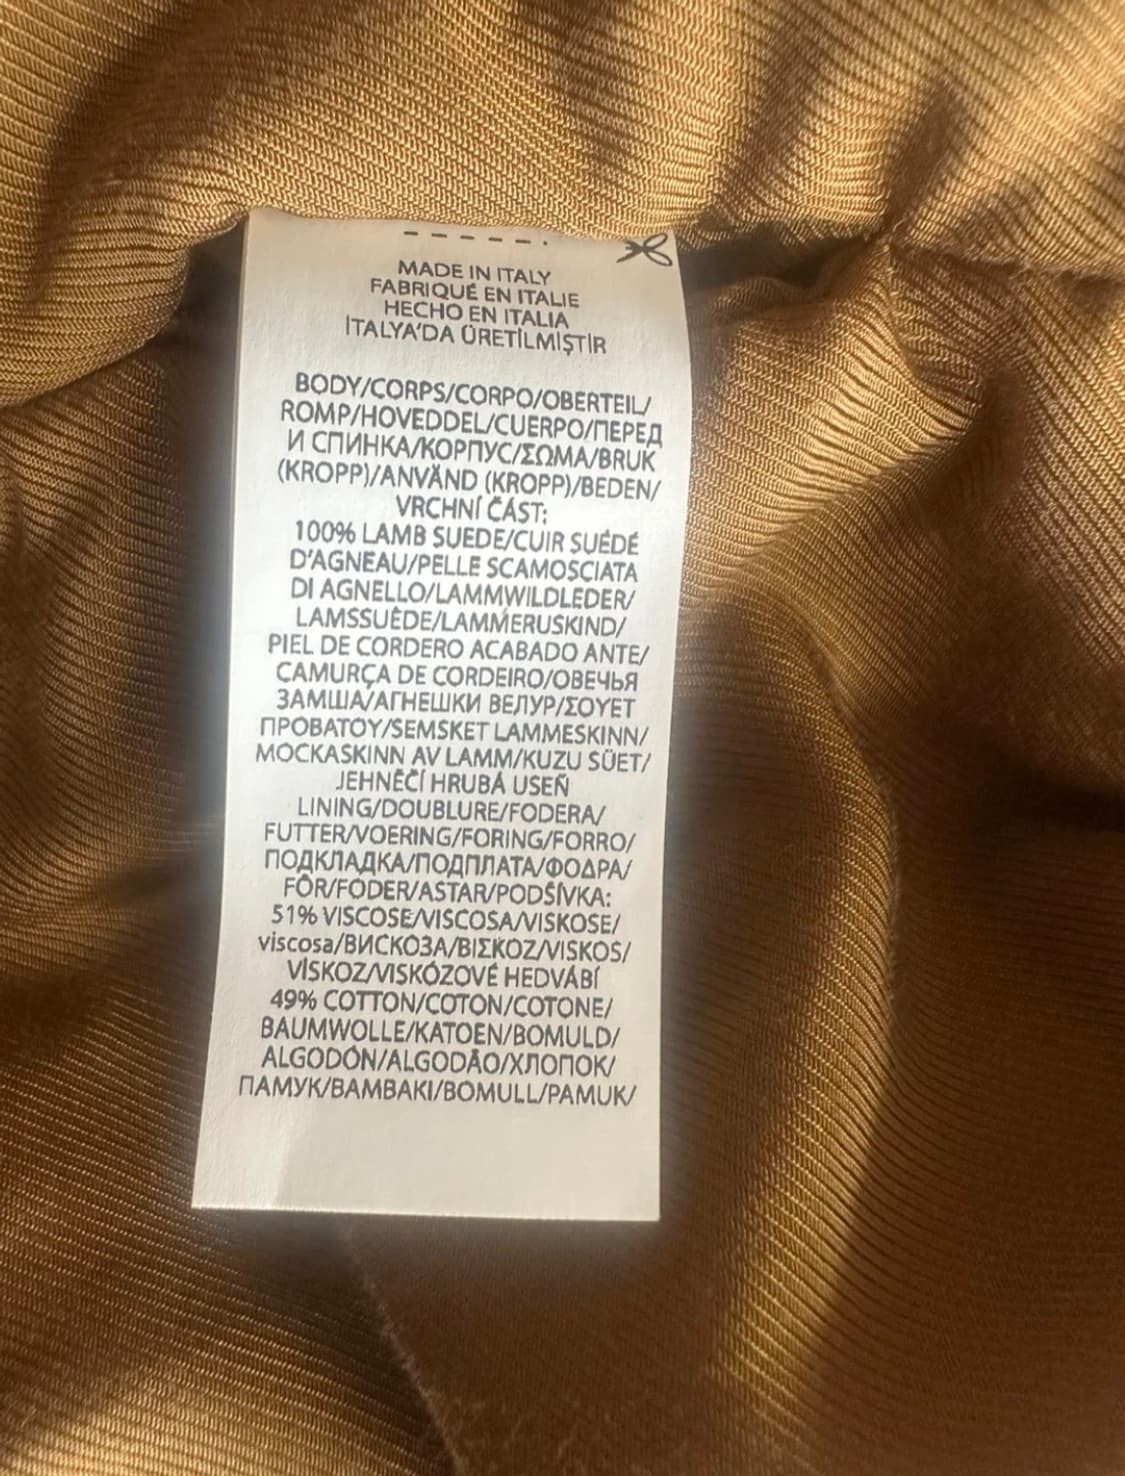 MADE IN ITALY
FABRIQUÉ EN ITALIE
HECHO EN ITALIA
İTALYA'DA ÜRETİLMİŞTİR
BODY/CORPS/CORPO/OBERTEIL/
ROMP/HOVEDDEL/CUERPO/ПЕРЕД
И СПИНКА/КОРПУС/ΣΩΜΑ/BRUK
(KROPP)/ANVÄND (KROPP)/BEDEN/
VRCHNÍ ČÁST:
100% LAMB SUEDE/CUIR SUÉDÉ
D'AGNEAU/PELLE SCAMOSCIATA
DI AGNELLO/LAMMWILDLEDER/
LAMSSUÈDE/LAMMERUSKIND/
PIEL DE CORDERO ACABADO ANTE/
CAMURÇA DE CORDEIRO/ОВЕЧЬЯ
ЗАМША/АГНЕШКИ ВЕЛУР/ΣΟΥΕΤ
ΠΡΟΒΑΤΟΥ/SEMSKET LAMMESKINN/
MOCKASKINN AV LAMM/KUZU SÜET/
JEHNĚČÍ HRUBÁ USEŇ
LINING/DOUBLURE/FODERA/
FUTTER/VOERING/FORING/FORRO/
ПОДКЛАДКА/ПОДПЛАТА/ΦΟΔΡΑ/
FÔR/FODER/ASTAR/PODŠÍVKA:
51% VISCOSE/VISCOSA/VISKOSE/
viscosa/ВИСКОЗА/ΒΙΣΚΟΖ/VISKOS/
VİSKOZ/VISKÓZOVÉ HEDVÁBÍ
49% COTTON/COTON/COTONE/
BAUMWOLLE/KATOEN/BOMULD/
ALGODÓN/ALGODÃO/ХЛОПОК/
ПАМУК/BAMBAKI/BOMULL/PAMUK/